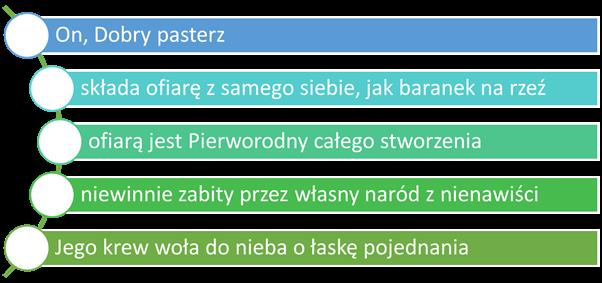 On, Dobry pasterz
składa ofiarę z samego siebie, jak baranek na rzeź
ofiarą jest Pierworodny całego stworzenia
niewinnie zabity przez własny naród z nienawiści
Jego krew woła do nieba o łaskę pojednania